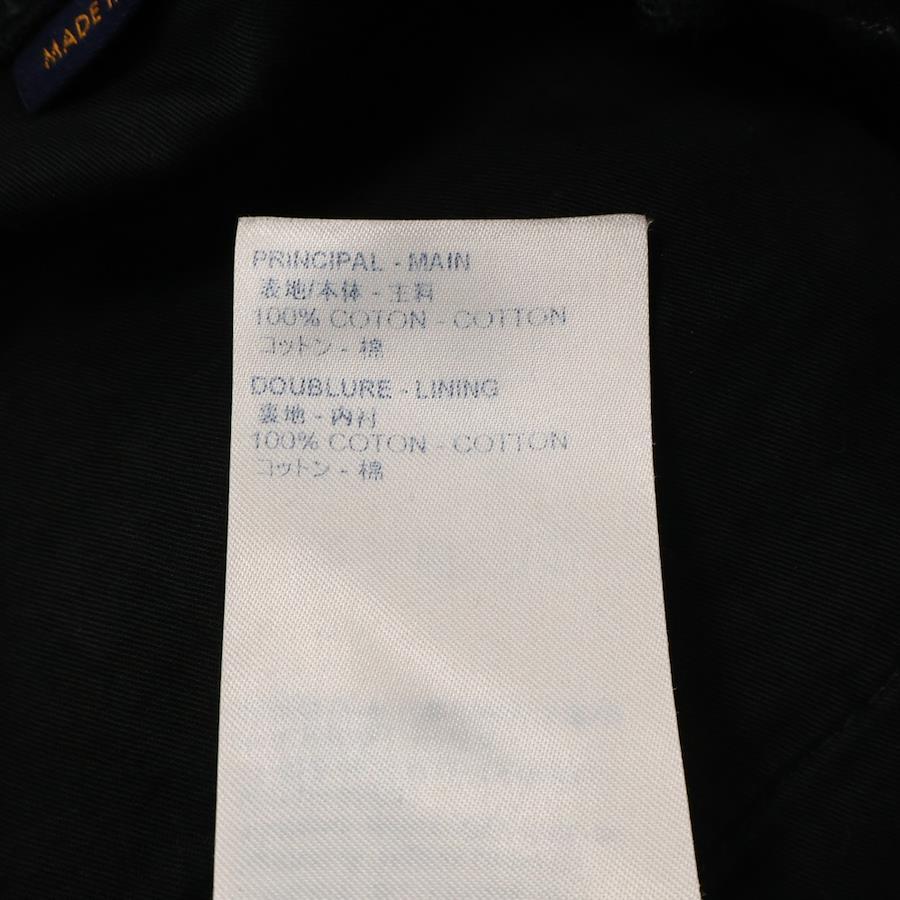 MADE
PRINCIPAL - MAIN
表地/本体 - 主料
100% COTON - COTTON
コットン - 棉
DOUBLURE - LINING
裏地 - 内衬
100% COTON - COTTON
コットン - 棉